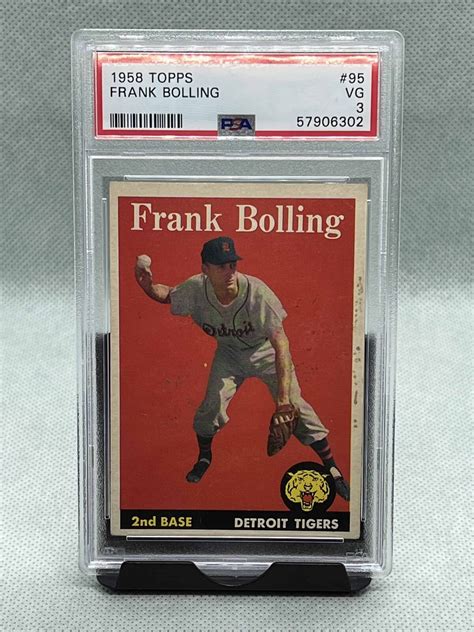 1958 TOPPS #95
FRANK BOLLING VG
3
PSA 57906302
Frank Bolling
Detroit
2nd BASE DETROIT TIGERS